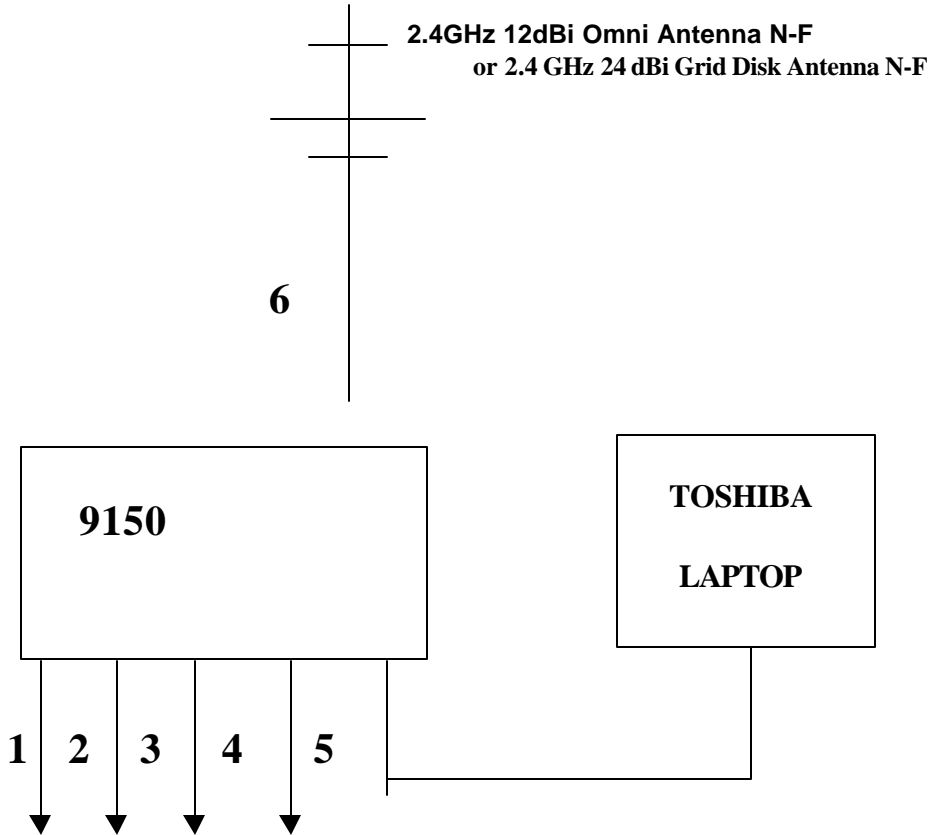 2.4GHz 12dBi Omni Antenna N-F
or 2.4 GHz 24 dBi Grid Disk Antenna N-F
6
9150
TOSHIBA
LAPTOP
1 2 3 4 5